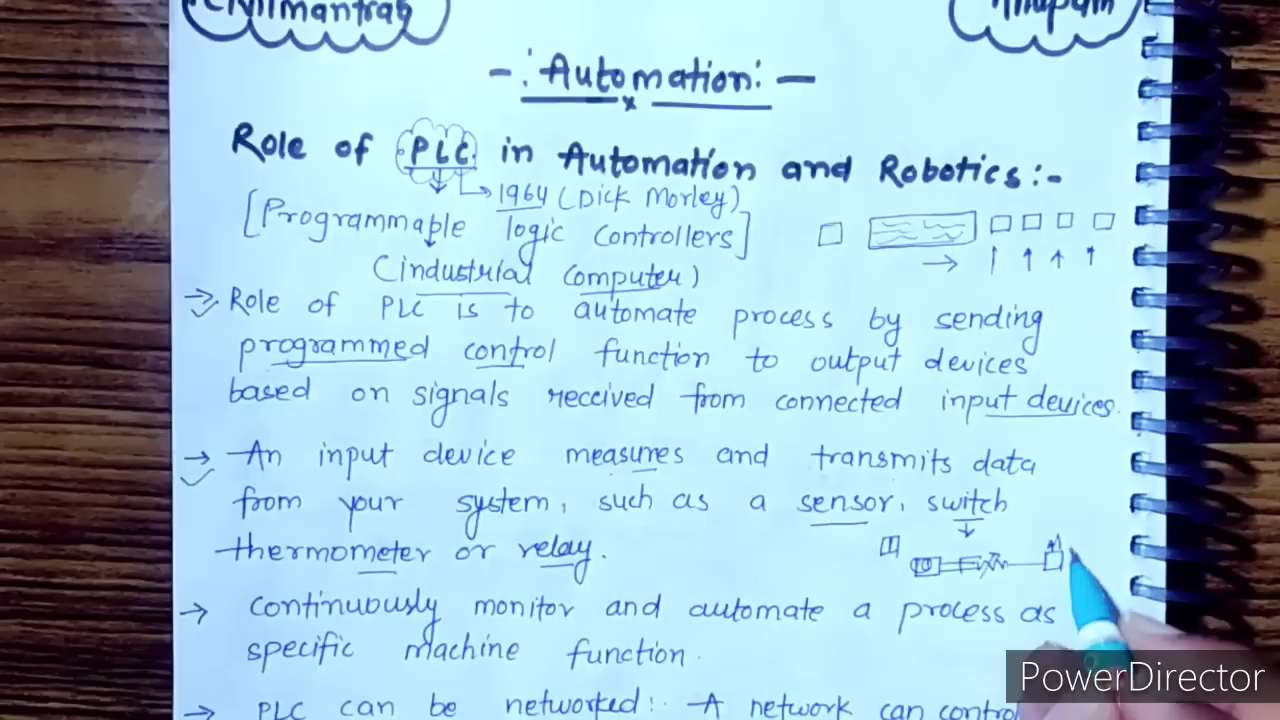 Civilmantraa
Anupam
-: Automation:-
Role of PLC in Automation and Robotics:-
→ 1964 (Dick Morley)
[Programmable logic controllers]
(industrial computer)
→ Role of PLC is to automate process by sending
programmed control function to output devices
based on signals received from connected input devices.
→ An input device measures and transmits data
from your system, such as a sensor, switch
thermometer or relay.
→ Continuously monitor and automate a process as
specific machine function.
→ PLC can be networked:- A network can control
PowerDirector